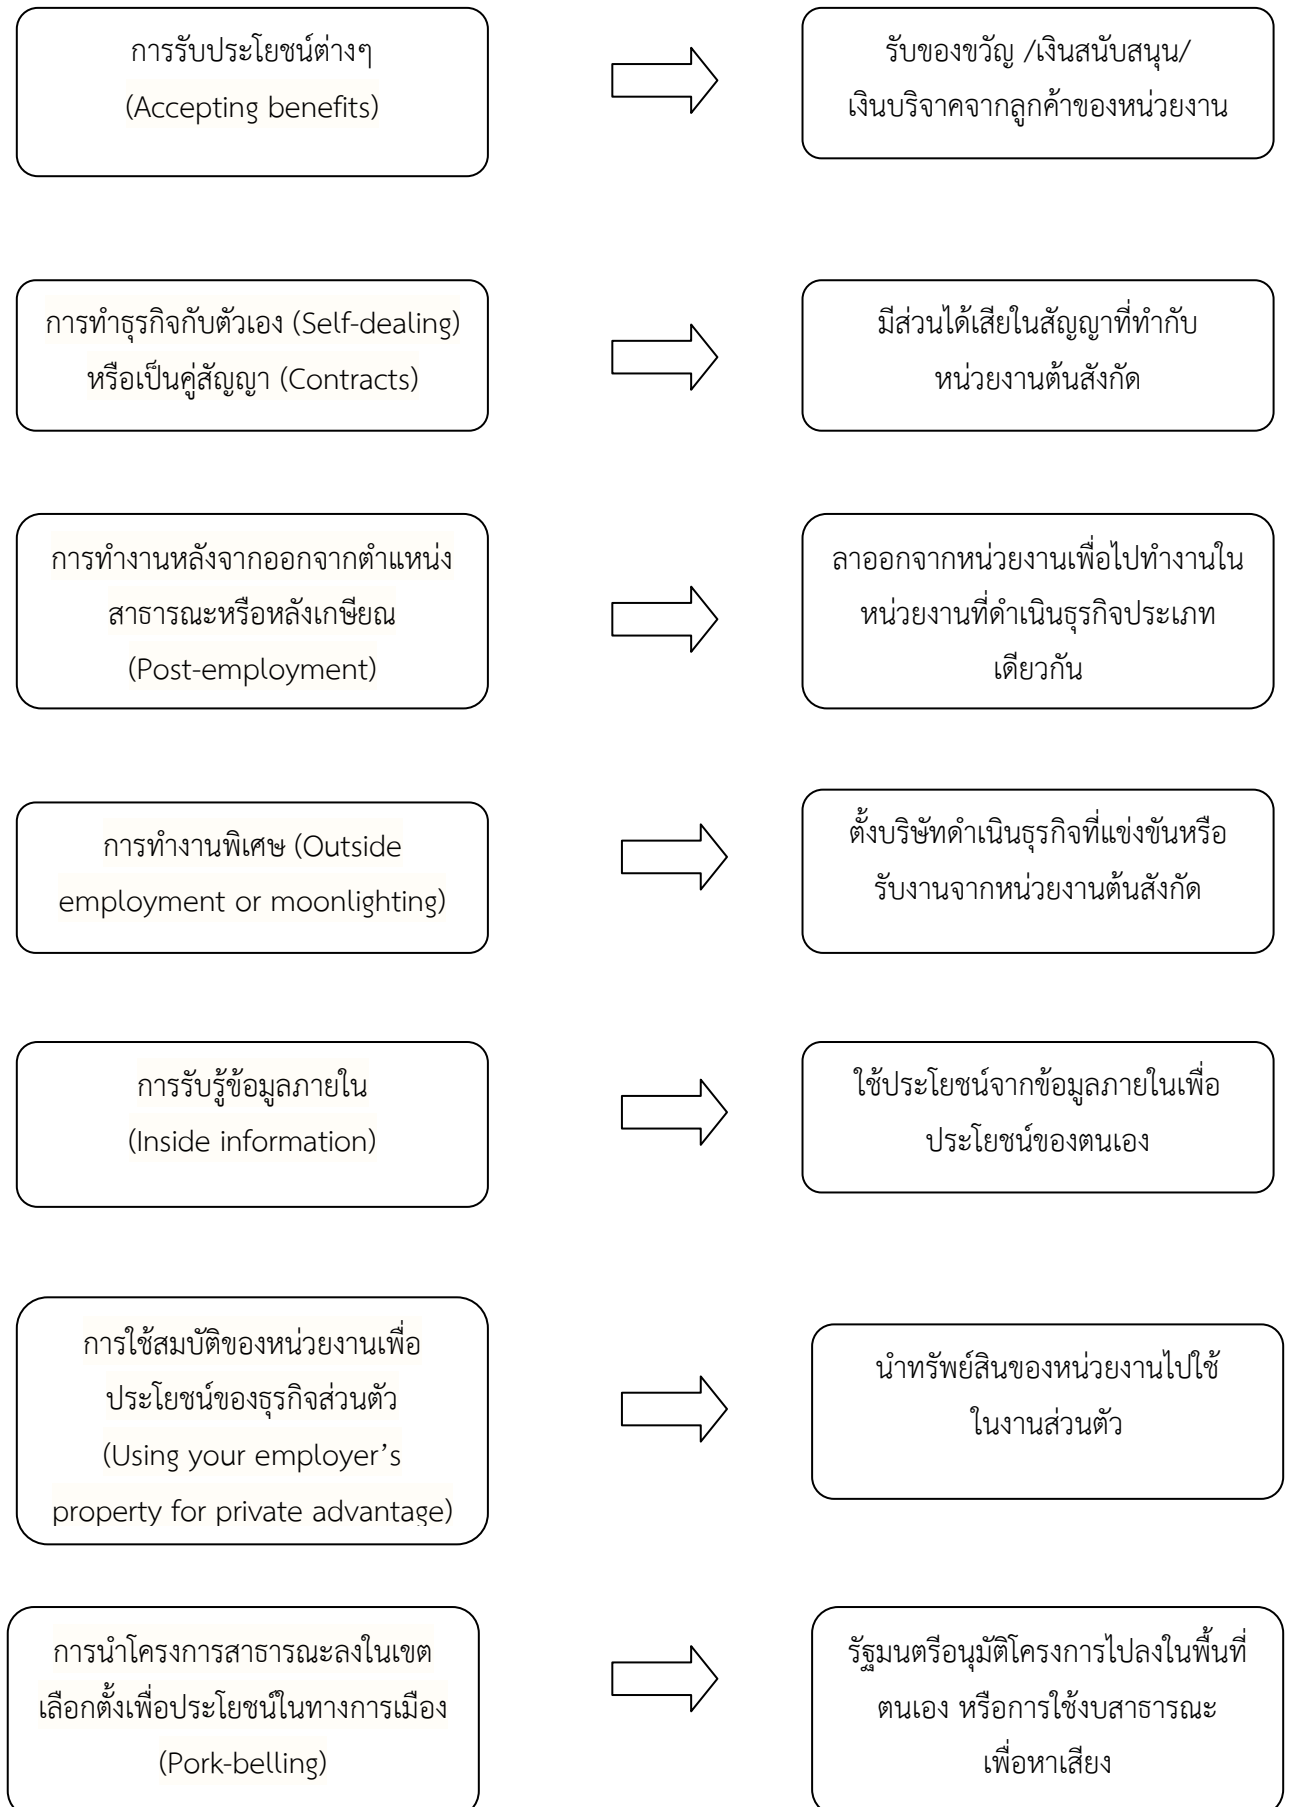 การรับประโยชน์ต่างๆ
(Accepting benefits)
รับของขวัญ /เงินสนับสนุน/
เงินบริจาคจากลูกค้าของหน่วยงาน
การทำธุรกิจกับตัวเอง (Self-dealing)
หรือเป็นคู่สัญญา (Contracts)
มีส่วนได้เสียในสัญญาที่ทำกับ
หน่วยงานต้นสังกัด
การทำงานหลังจากออกจากตำแหน่ง
สาธารณะหรือหลังเกษียณ
(Post-employment)
ลาออกจากหน่วยงานเพื่อไปทำงานใน
หน่วยงานที่ดำเนินธุรกิจประเภท
เดียวกัน
การทำงานพิเศษ (Outside
employment or moonlighting)
ตั้งบริษัทดำเนินธุรกิจที่แข่งขันหรือ
รับงานจากหน่วยงานต้นสังกัด
การรับรู้ข้อมูลภายใน
(Inside information)
ใช้ประโยชน์จากข้อมูลภายในเพื่อ
ประโยชน์ของตนเอง
การใช้สมบัติของหน่วยงานเพื่อ
ประโยชน์ของธุรกิจส่วนตัว
(Using your employer’s
property for private advantage)
นำทรัพย์สินของหน่วยงานไปใช้
ในงานส่วนตัว
การนำโครงการสาธารณะลงในเขต
เลือกตั้งเพื่อประโยชน์ในทางการเมือง
(Pork-belling)
รัฐมนตรีอนุมัติโครงการไปลงในพื้นที่
ตนเอง หรือการใช้งบสาธารณะ
เพื่อหาเสียง